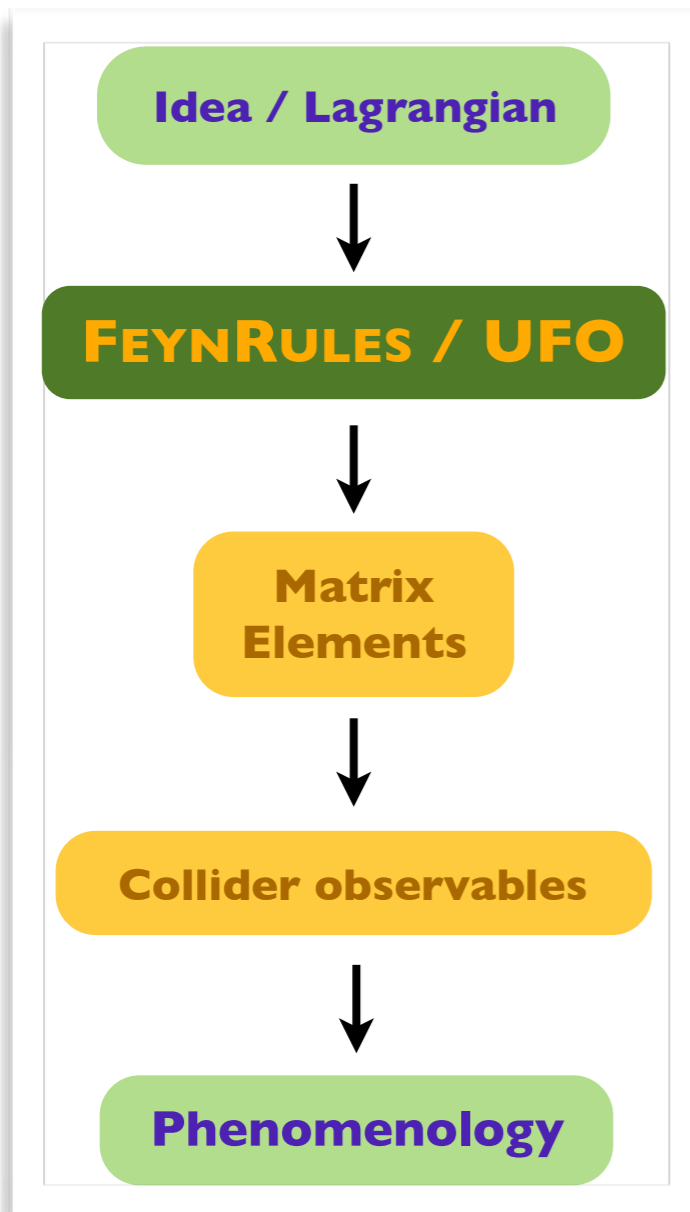 Idea / Lagrangian
FEYNRULES / UFO
Matrix
Elements
Collider observables
Phenomenology